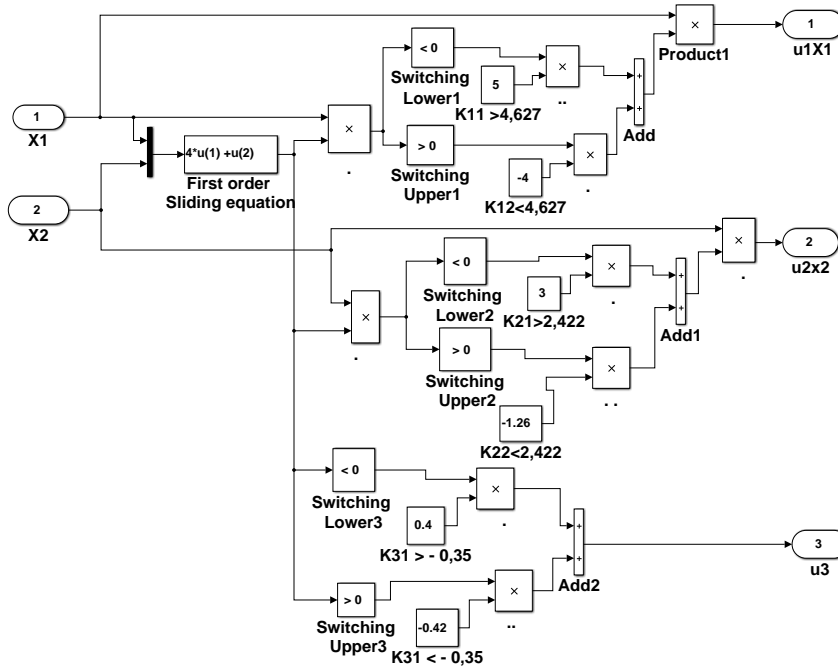 1
u1X1
×
Product1
< 0
Switching
Lower1
5
K11 >4,627
×
..
+
+
Add
1
X1
×
.
> 0
Switching
Upper1
-4
K12<4,627
×
.
4*u(1) +u(2)
First order
Sliding equation
2
X2
×
.
2
u2x2
< 0
Switching
Lower2
3
K21>2,422
×
.
+
+
Add1
×
.
> 0
Switching
Upper2
-1.26
K22<2,422
×
. .
< 0
Switching
Lower3
0.4
K31 > - 0,35
×
.
+
+
Add2
3
u3
> 0
Switching
Upper3
-0.42
K31 < - 0,35
×
..